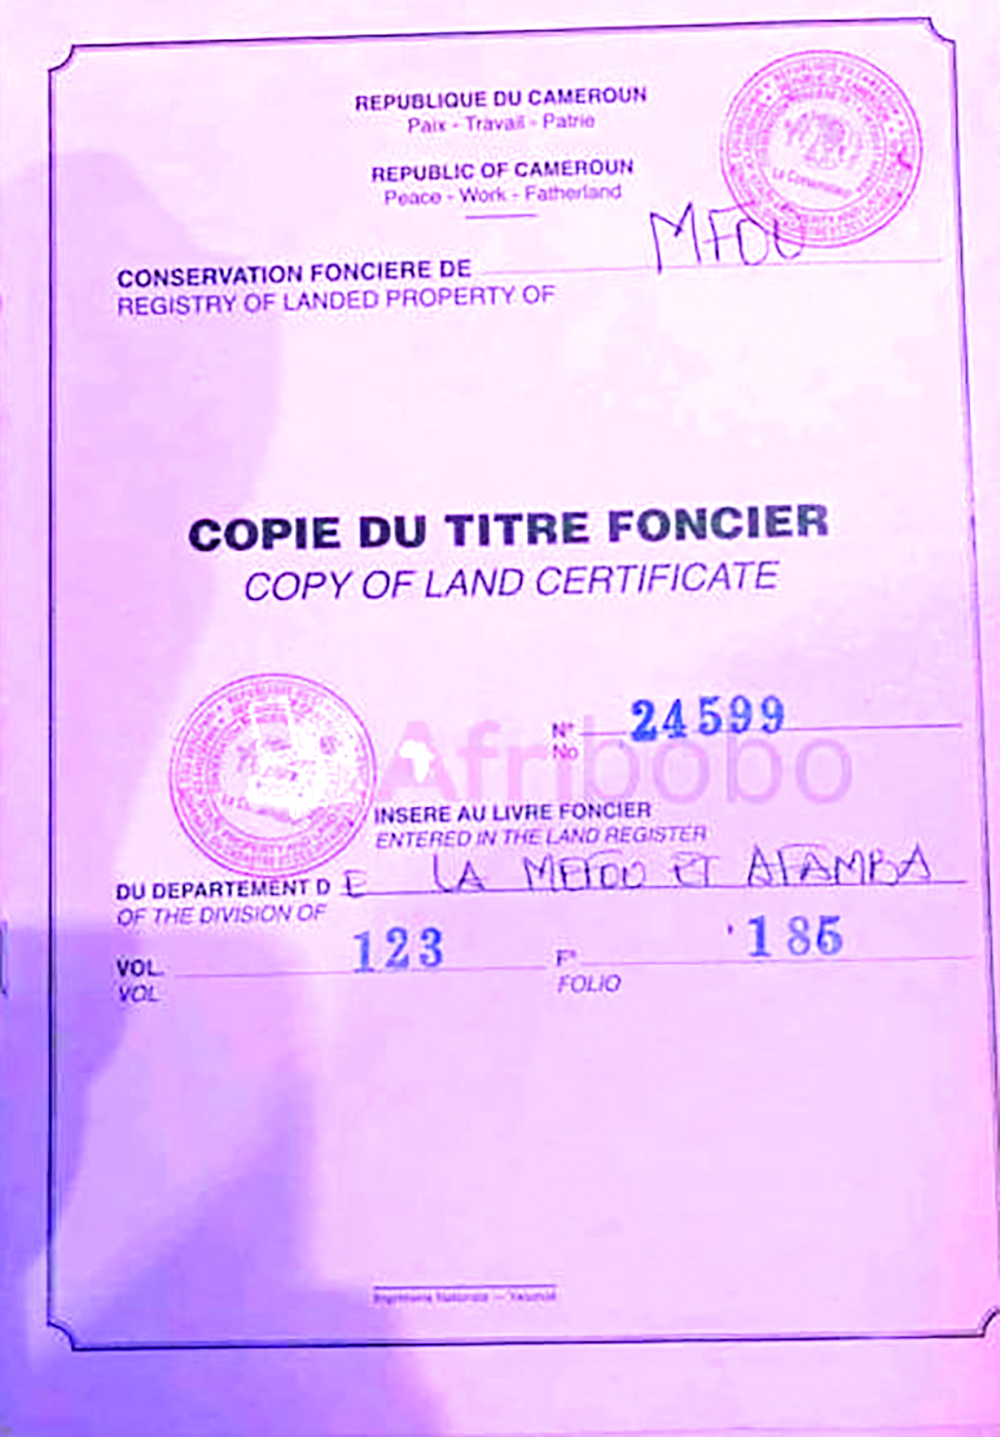 REPUBLIQUE DU CAMEROUN
Paix - Travail - Patrie
REPUBLIC OF CAMEROUN
Peace - Work - Fatherland
MFOU
CONSERVATION FONCIERE DE
REGISTRY OF LANDED PROPERTY OF
COPIE DU TITRE FONCIER
COPY OF LAND CERTIFICATE
N° 24599
No
Afribobo
INSERE AU LIVRE FONCIER
ENTERED IN THE LAND REGISTER
DU DEPARTEMENT DE LA MEFOU ET AFAMBA
OF THE DIVISION OF
VOL. 123 F° 185
VOL FOLIO
Imprimerie Nationale — Yaoundé